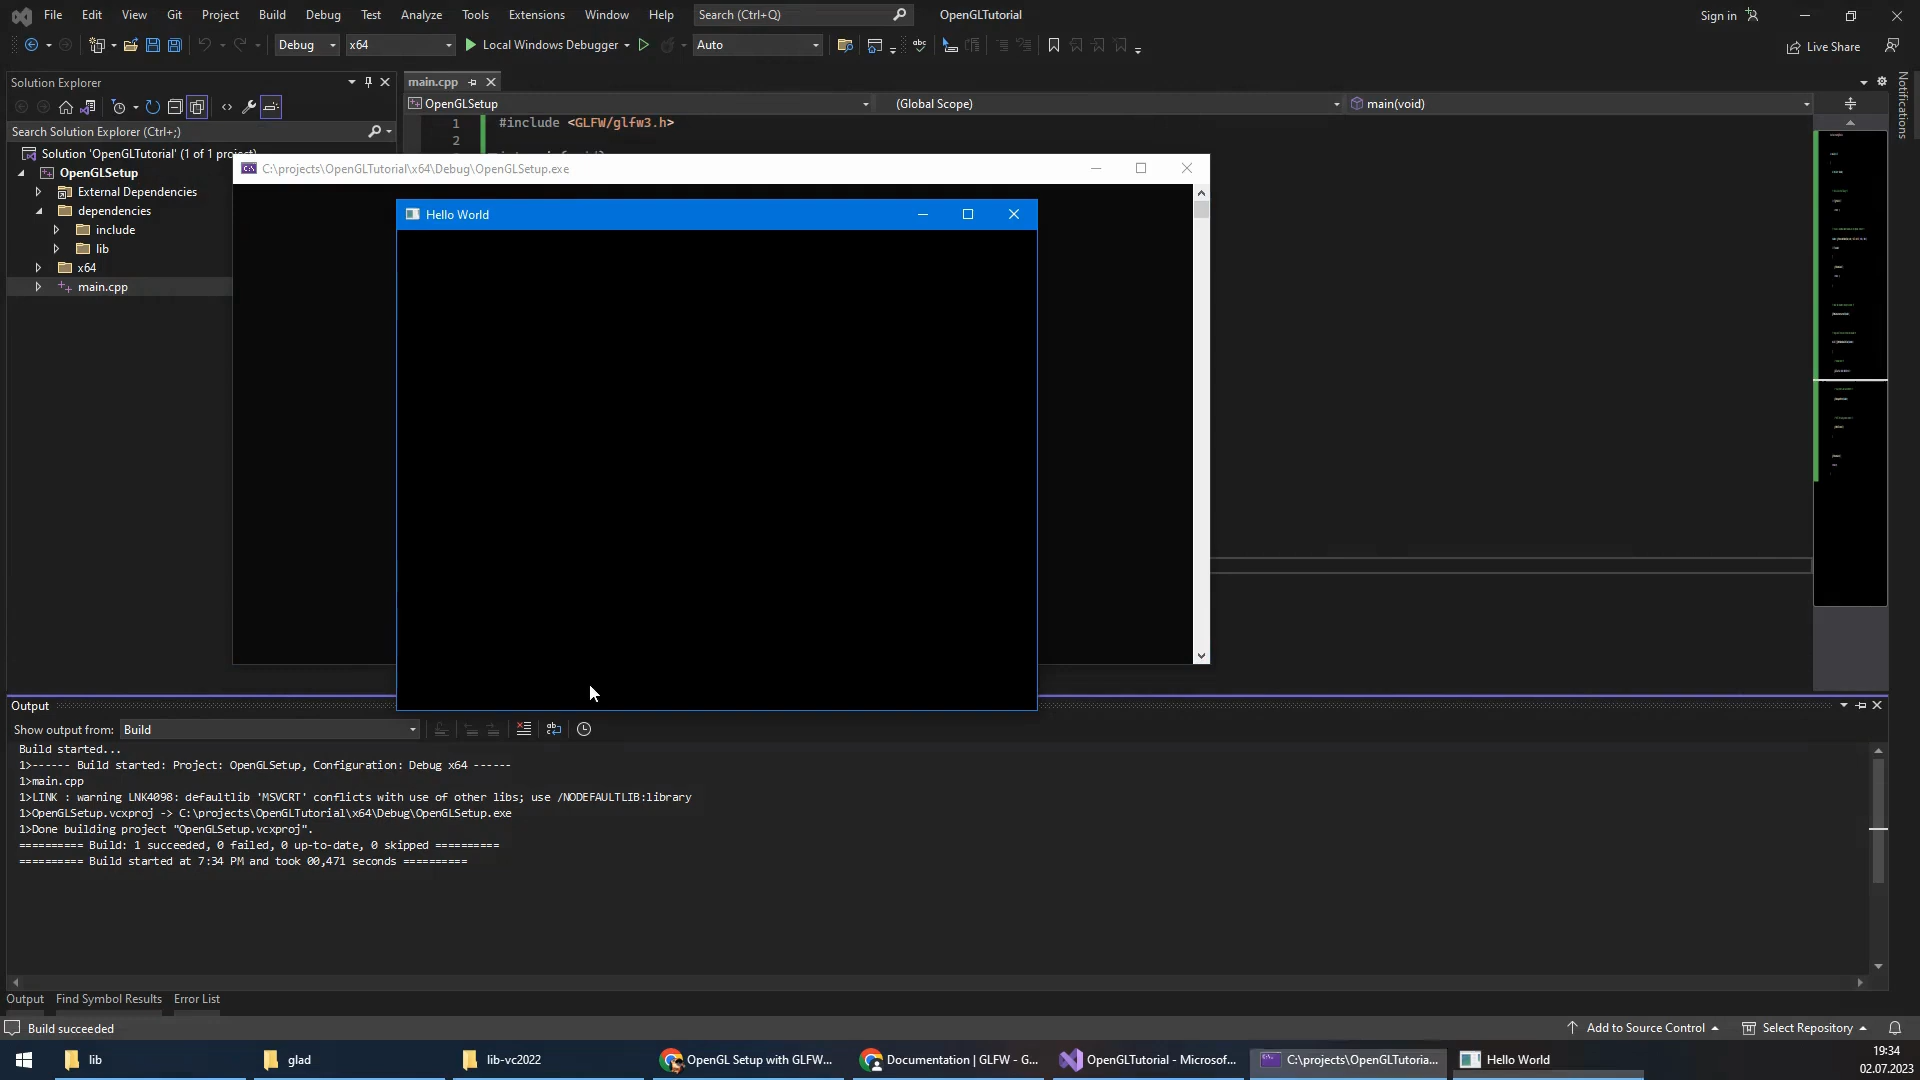 File Edit View Git Project Build Debug Test Analyze Tools Extensions Window Help Search (Ctrl+Q) OpenGLTutorial Sign in
Debug x64 Local Windows Debugger Auto Live Share
Solution Explorer main.cpp Notifications
OpenGLSetup (Global Scope) main(void)
1 #include <GLFW/glfw3.h>
Search Solution Explorer (Ctrl+;)
2
Solution 'OpenGLTutorial' (1 of 1 project)
OpenGLSetup
C:\projects\OpenGLTutorial\x64\Debug\OpenGLSetup.exe
External Dependencies
dependencies
Hello World
include
lib
x64
main.cpp
Output
Show output from: Build
Build started...
1>------ Build started: Project: OpenGLSetup, Configuration: Debug x64 ------
1>main.cpp
1>LINK : warning LNK4098: defaultlib 'MSVCRT' conflicts with use of other libs; use /NODEFAULTLIB:library
1>OpenGLSetup.vcxproj -> C:\projects\OpenGLTutorial\x64\Debug\OpenGLSetup.exe
1>Done building project "OpenGLSetup.vcxproj".
========== Build: 1 succeeded, 0 failed, 0 up-to-date, 0 skipped ==========
========== Build started at 7:34 PM and took 00,471 seconds ==========
Output Find Symbol Results Error List
Build succeeded Add to Source Control Select Repository
lib glad lib-vc2022 OpenGL Setup with GLFW... Documentation | GLFW - G... OpenGLTutorial - Microsof... C:\projects\OpenGLTutoria... Hello World
19:34
02.07.2023